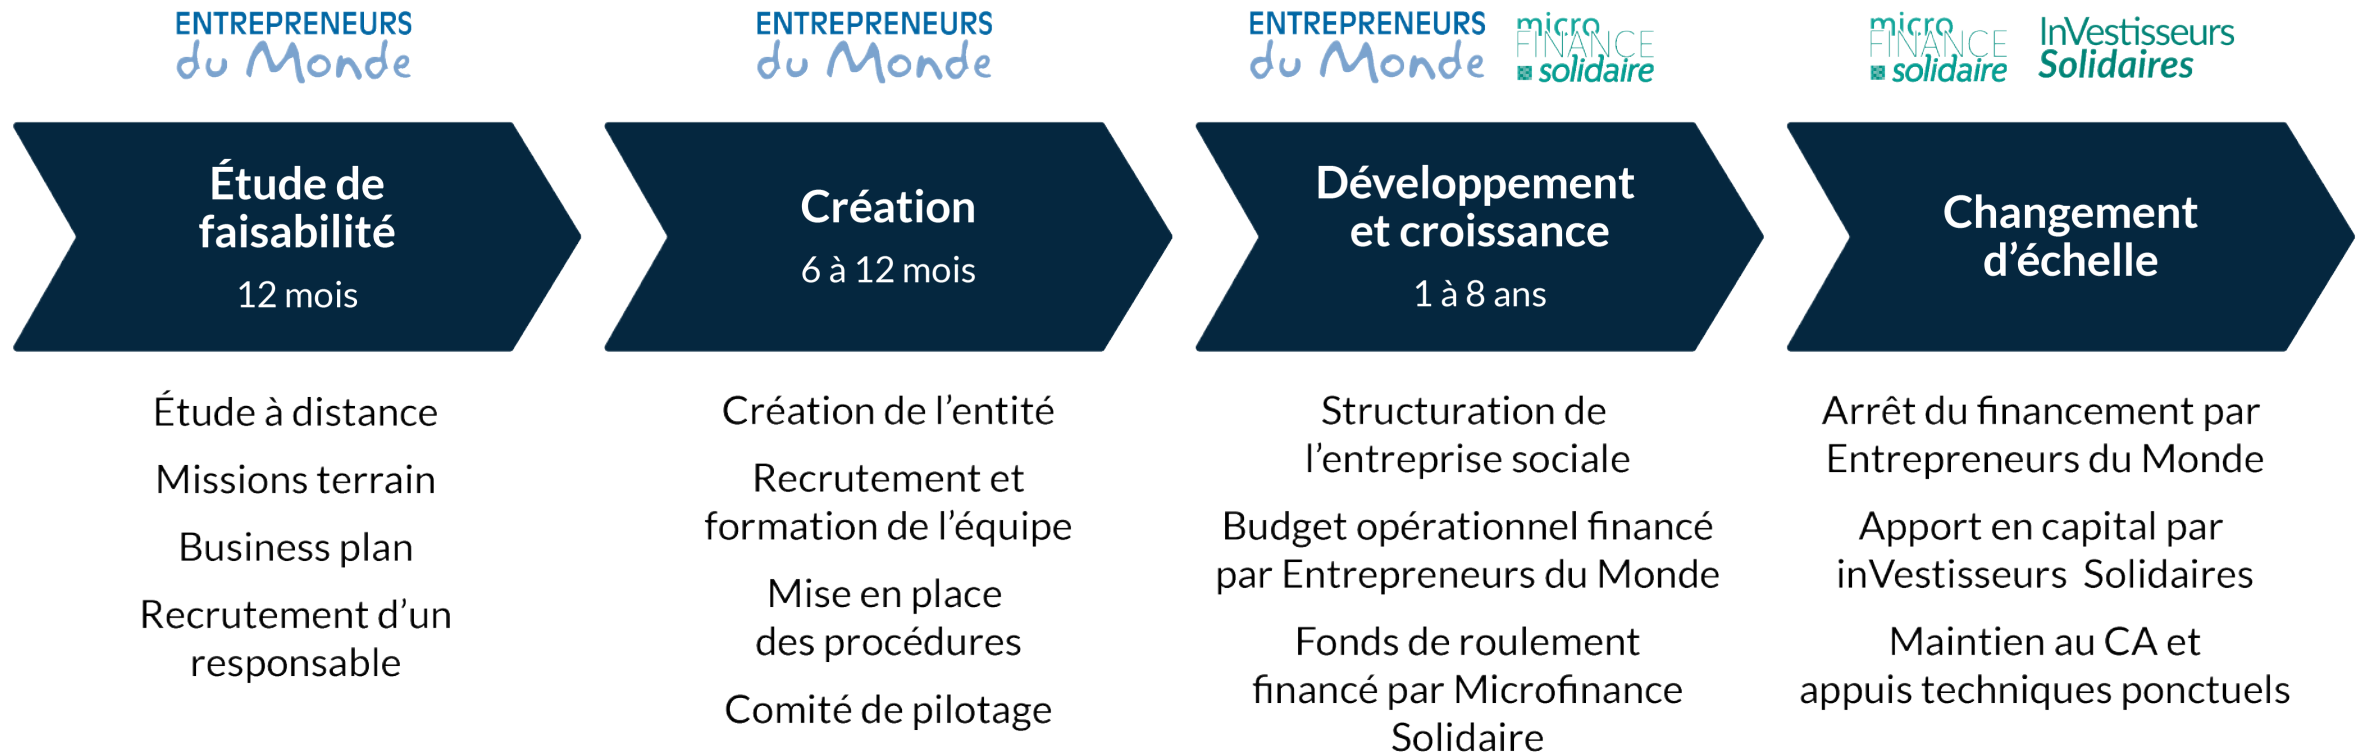 ENTREPRENEURS
du Monde
Étude de
faisabilité
12 mois
Étude à distance
Missions terrain
Business plan
Recrutement d’un
responsable
ENTREPRENEURS
du Monde
Création
6 à 12 mois
Création de l’entité
Recrutement et
formation de l’équipe
Mise en place
des procédures
Comité de pilotage
ENTREPRENEURS
du Monde
micro
FINANCE
solidaire
Développement
et croissance
1 à 8 ans
Structuration de
l’entreprise sociale
Budget opérationnel financé
par Entrepreneurs du Monde
Fonds de roulement
financé par Microfinance
Solidaire
micro
FINANCE
solidaire
InVestisseurs
Solidaires
Changement
d’échelle
Arrêt du financement par
Entrepreneurs du Monde
Apport en capital par
inVestisseurs Solidaires
Maintien au CA et
appuis techniques ponctuels